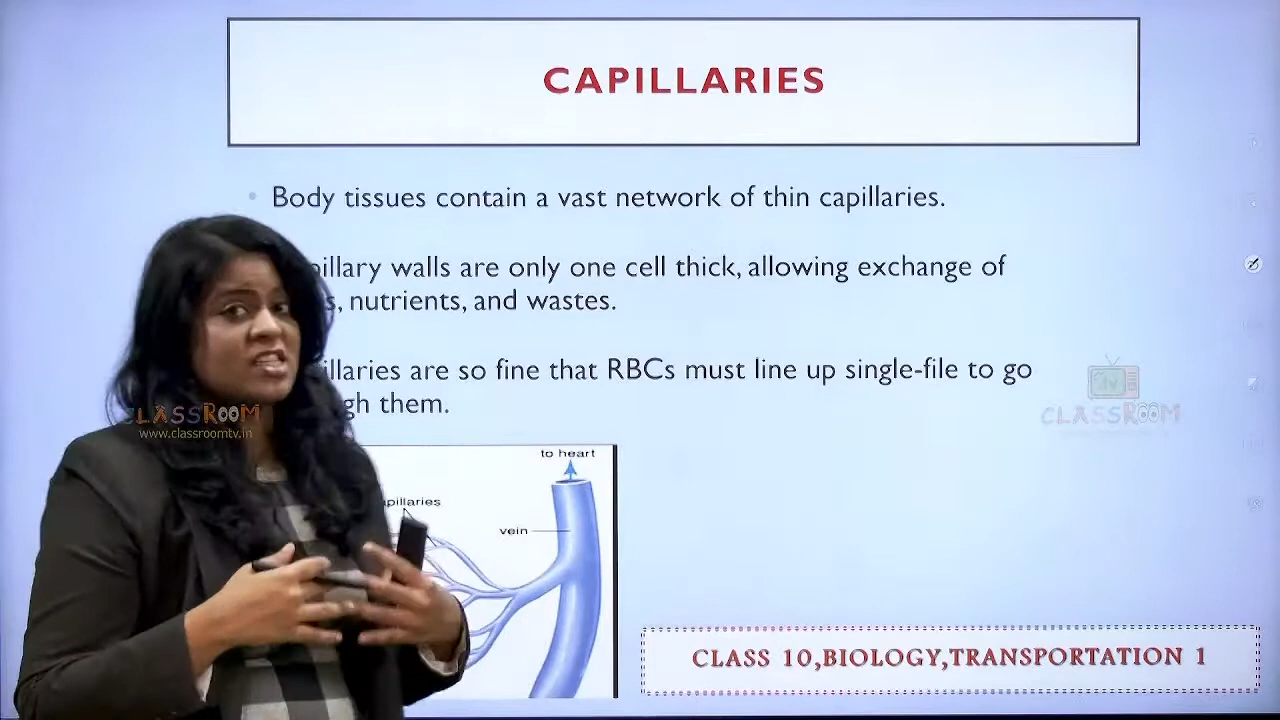 CAPILLARIES
• Body tissues contain a vast network of thin capillaries.
pillary walls are only one cell thick, allowing exchange of
s, nutrients, and wastes.
illaries are so fine that RBCs must line up single-file to go
gh them.
CLASSROOM
www.classroomtv.in
tv
CLASSROOM
to heart
apillaries
vein
CLASS 10,BIOLOGY,TRANSPORTATION 1